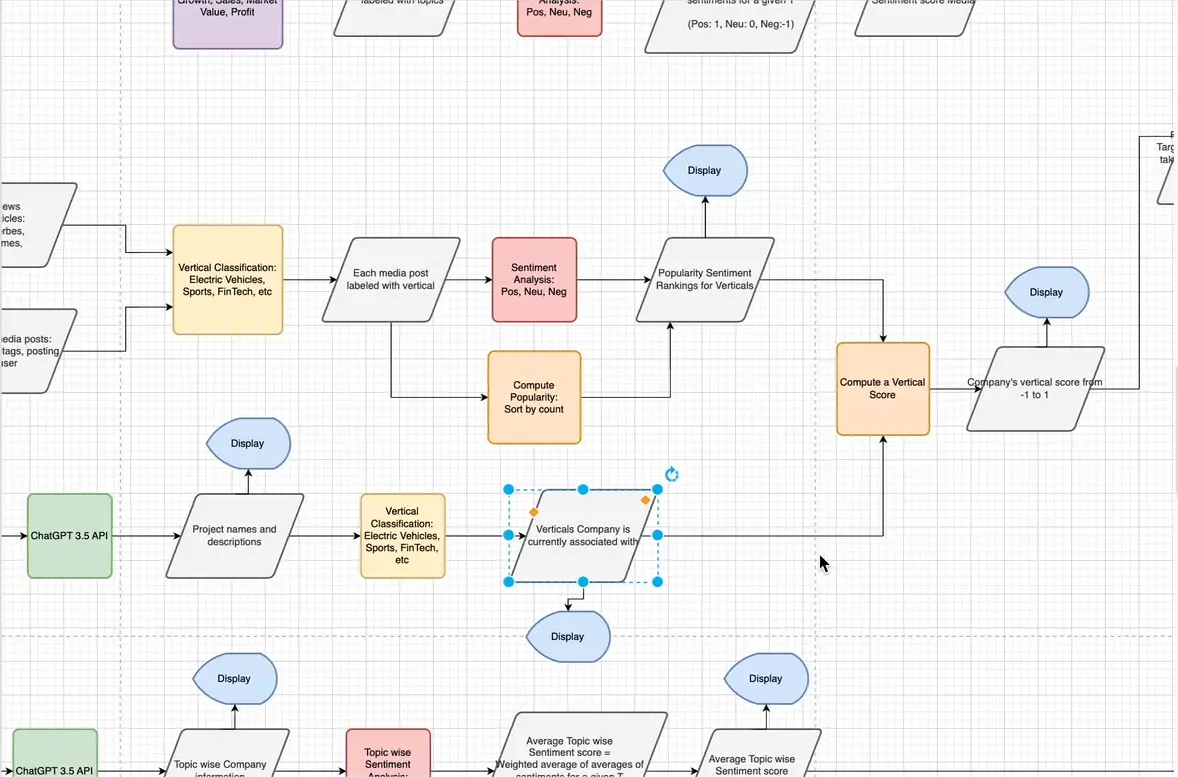 Growth, Sales, Market
Value, Profit
labeled with topics
Analysis:
Pos, Neu, Neg
sentiments for a given T
(Pos: 1, Neu: 0, Neg:-1)
Sentiment score Media
Display
ews
icles:
orbes,
mes,
Vertical Classification:
Electric Vehicles,
Sports, FinTech, etc
Each media post
labeled with vertical
Sentiment
Analysis:
Pos, Neu, Neg
Popularity Sentiment
Rankings for Verticals
Targ
tak
Display
edia posts:
tags, posting
user
Compute
Popularity:
Sort by count
Compute a Vertical
Score
Company's vertical score from
-1 to 1
Display
ChatGPT 3.5 API
Project names and
descriptions
Vertical
Classification:
Electric Vehicles,
Sports, FinTech,
etc
Verticals Company is
currently associated with
Display
Display
Display
ChatGPT 3.5 API
Topic wise Company
information
Topic wise
Sentiment
Analysis:
Average Topic wise
Sentiment score =
Weighted average of averages of
sentiments for a given T
Average Topic wise
Sentiment score